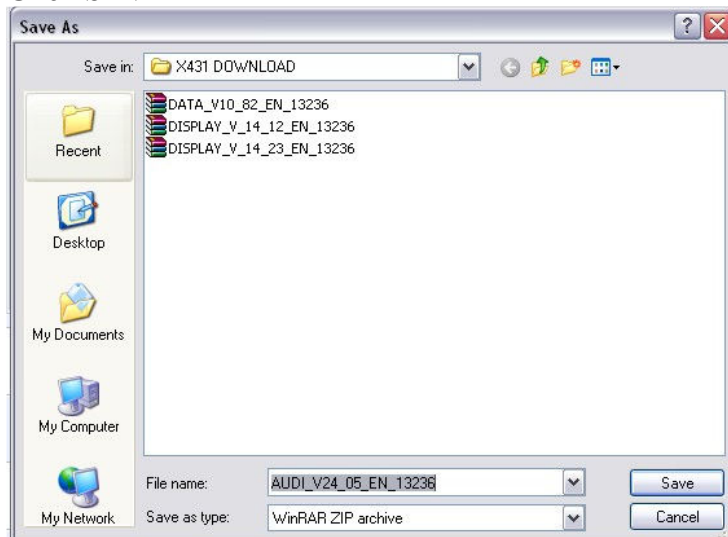 Save As
Save in:
X431 DOWNLOAD
DATA_V10_82_EN_13236
DISPLAY_V_14_12_EN_13236
DISPLAY_V_14_23_EN_13236
Recent
Desktop
My Documents
My Computer
My Network
File name:
AUDI_V24_05_EN_13236
Save
Save as type:
WinRAR ZIP archive
Cancel